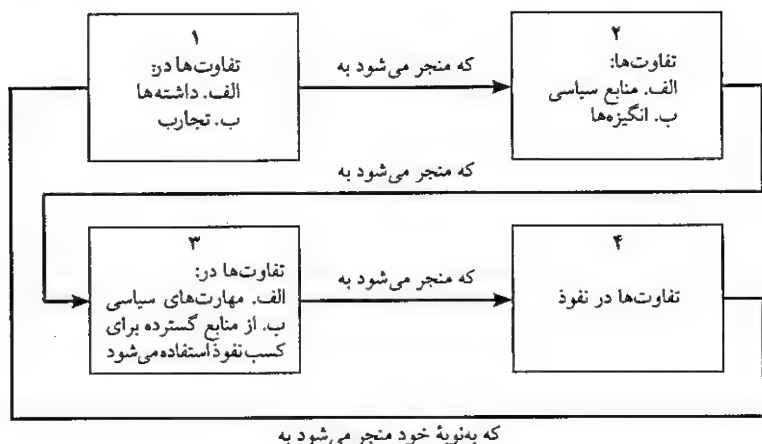 ۱
تفاوت‌ها در:
الف. داشته‌ها
ب. تجارب
که منجر می‌شود به
۲
تفاوت‌ها:
الف. منابع سیاسی
ب. انگیزه‌ها
که منجر می‌شود به
۳
تفاوت‌ها در:
الف. مهارت‌های سیاسی
ب. از منابع گسترده برای
کسب نفوذ استفاده می‌شود
که منجر می‌شود به
۴
تفاوت‌ها در نفوذ
که به‌نوبهٔ خود منجر می‌شود به